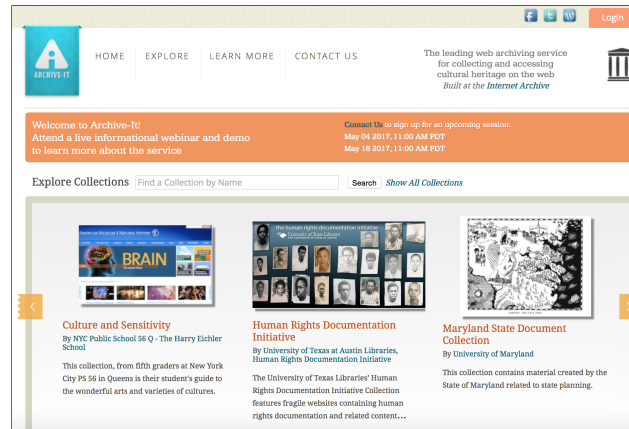 Login
ARCHIVE-IT
HOME EXPLORE LEARN MORE CONTACT US
The leading web archiving service
for collecting and accessing
cultural heritage on the web
Built at the Internet Archive
Welcome to Archive-It!
Attend a live informational webinar and demo
to learn more about the service
Contact Us to sign up for an upcoming session:
May 04 2017, 11:00 AM PDT
May 18 2017, 11:00 AM PDT
Explore Collections Find a Collection by Name Search Show All Collections
BRAIN
the human rights documentation initiative
University of Texas Libraries
Culture and Sensitivity
By NYC Public School 56 Q - The Harry Eichler
School
This collection, from fifth graders at New York
City PS 56 in Queens is their student's guide to
the wonderful arts and varieties of cultures.
Human Rights Documentation
Initiative
By University of Texas at Austin Libraries,
Human Rights Documentation Initiative
The University of Texas Libraries' Human
Rights Documentation Initiative Collection
features fragile websites containing human
rights documentation and related content...
Maryland State Document
Collection
By University of Maryland
This collection contains material created by the
State of Maryland related to state planning.